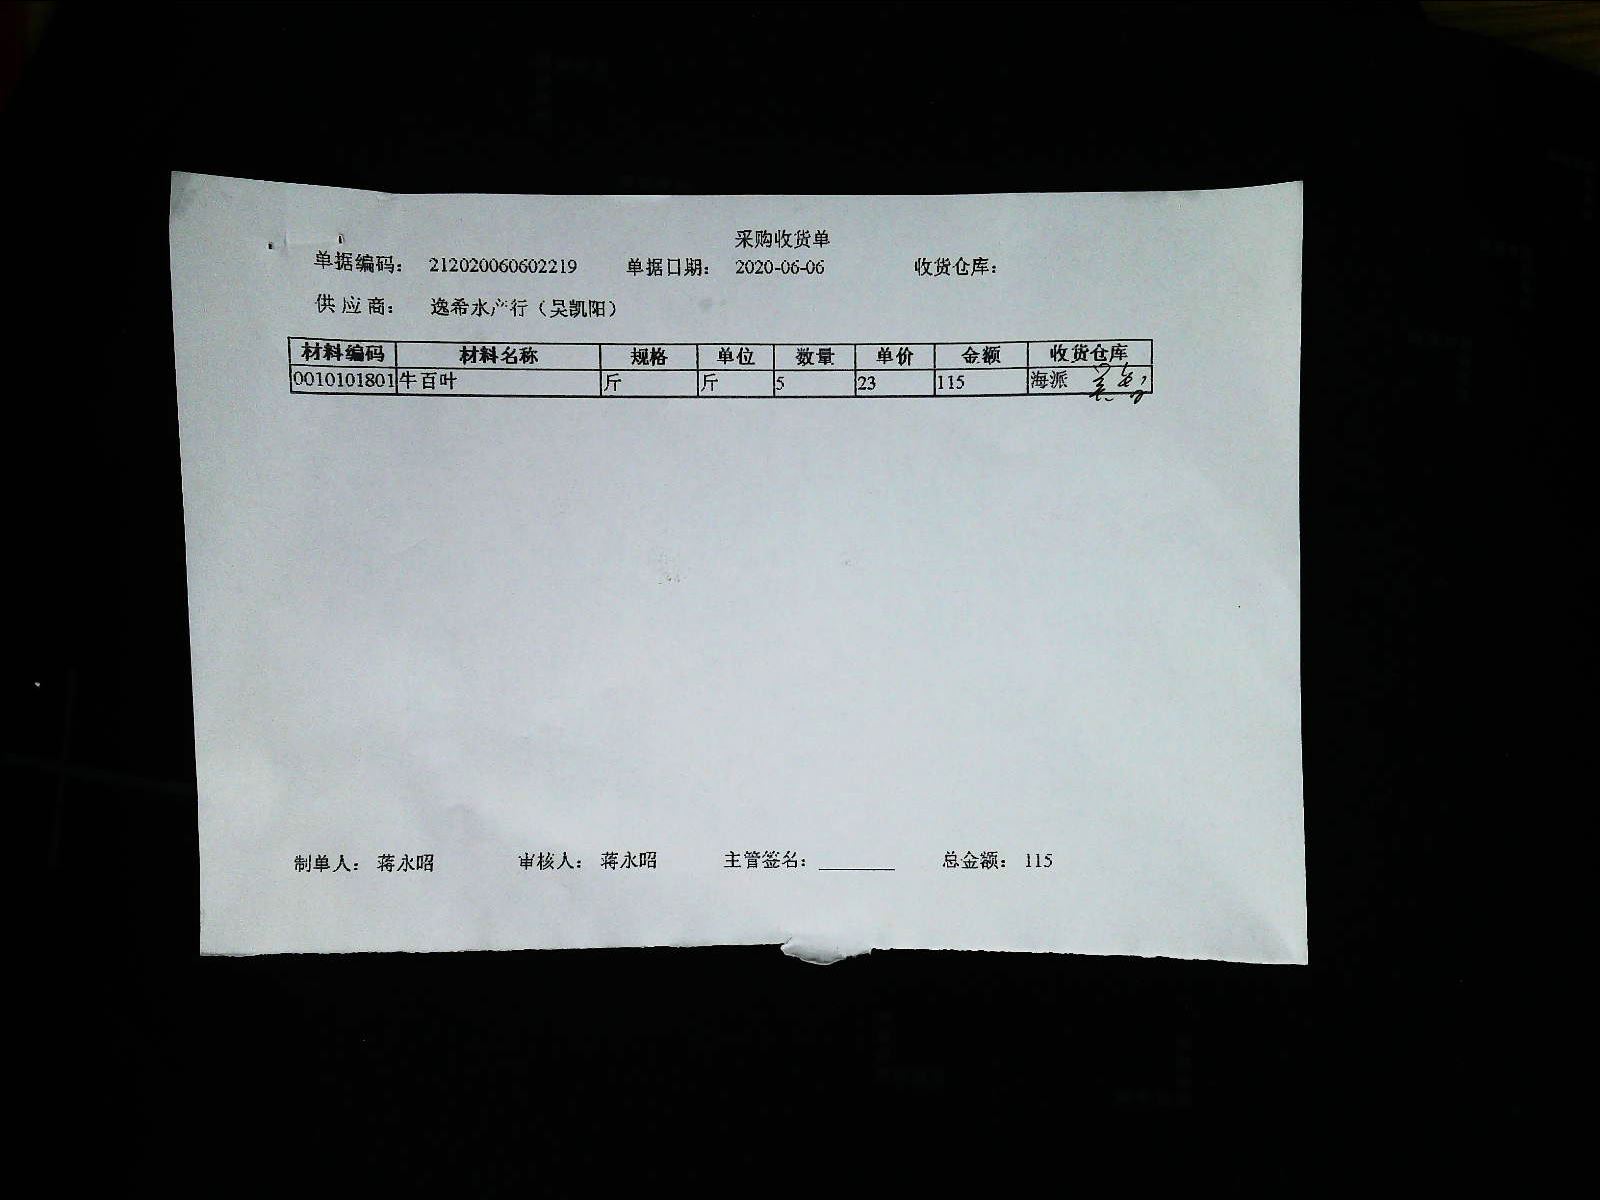 采购收货单
单据编码： 212020060602219 单据日期： 2020-06-06 收货仓库：
供应商： 逸希水产行（吴凯阳）
材料编码 材料名称 规格 单位 数量 单价 金额 收货仓库
0010101801 牛百叶 斤 斤 5 23 115 海派
制单人： 蒋永昭 审核人： 蒋永昭 主管签名： 总金额： 115